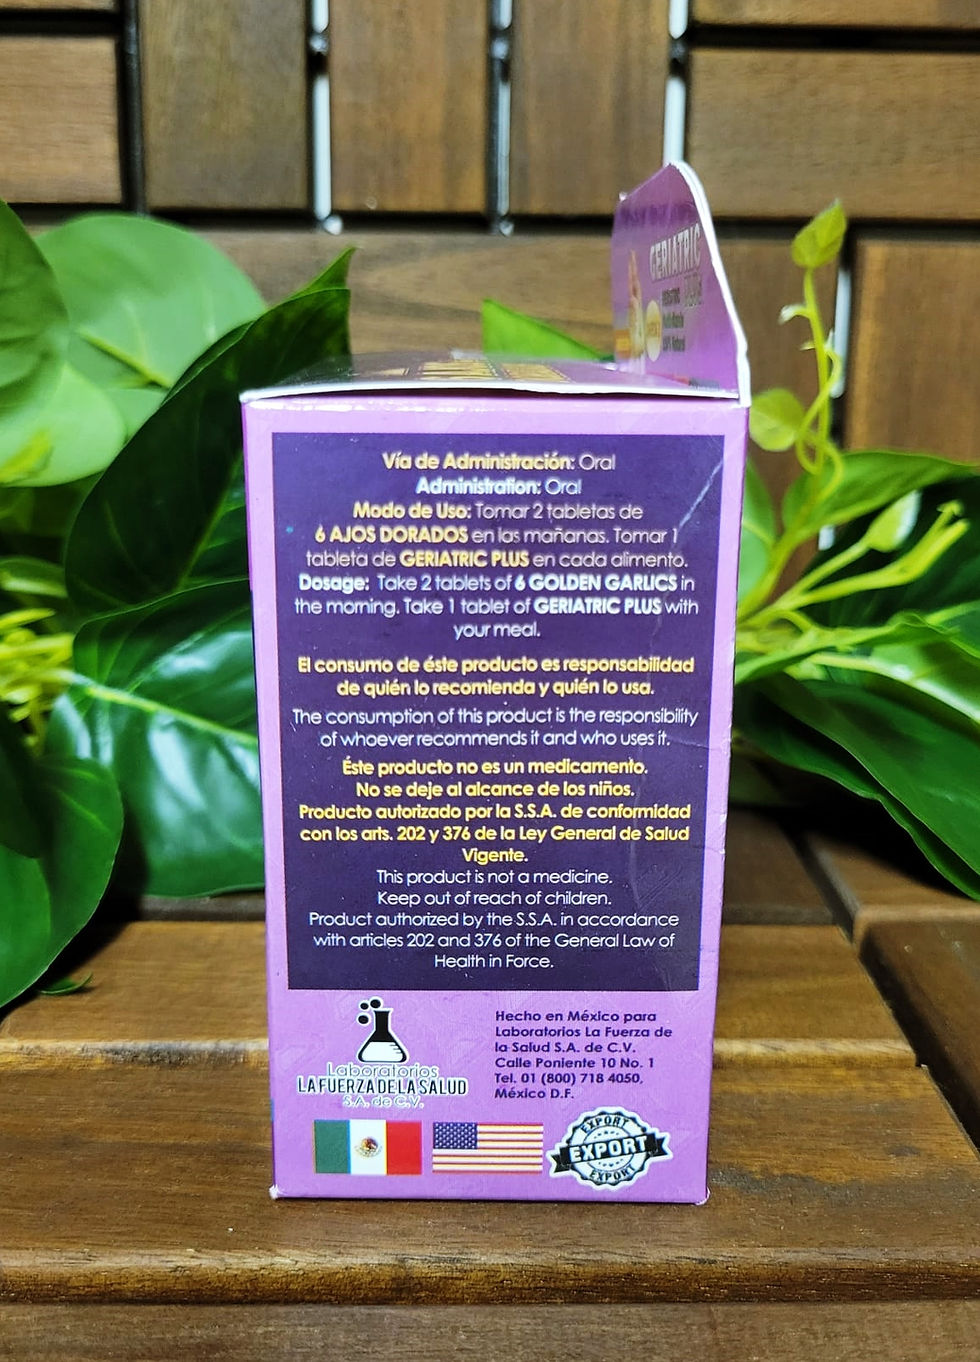 GERIATRIC
PLUS
Vía de Administración: Oral
Administration: Oral
Modo de Uso: Tomar 2 tabletas de
6 AJOS DORADOS en las mañanas. Tomar 1
tableta de GERIATRIC PLUS en cada alimento.
Dosage: Take 2 tablets of 6 GOLDEN GARLICS in
the morning. Take 1 tablet of GERIATRIC PLUS with
your meal.
El consumo de éste producto es responsabilidad
de quién lo recomienda y quién lo usa.
The consumption of this product is the responsibility
of whoever recommends it and who uses it.
Éste producto no es un medicamento.
No se deje al alcance de los niños.
Producto autorizado por la S.S.A. de conformidad
con los arts. 202 y 376 de la Ley General de Salud
Vigente.
This product is not a medicine.
Keep out of reach of children.
Product authorized by the S.S.A. in accordance
with articles 202 and 376 of the General Law of
Health in Force.
Laboratorios
LA FUERZA DE LA SALUD
S.A. de C.V.
Hecho en México para
Laboratorios La Fuerza de
la Salud S.A. de C.V.
Calle Poniente 10 No. 1
Tel. 01 (800) 718 4050.
México D.F.
EXPORT
EXPORT
EXPORT